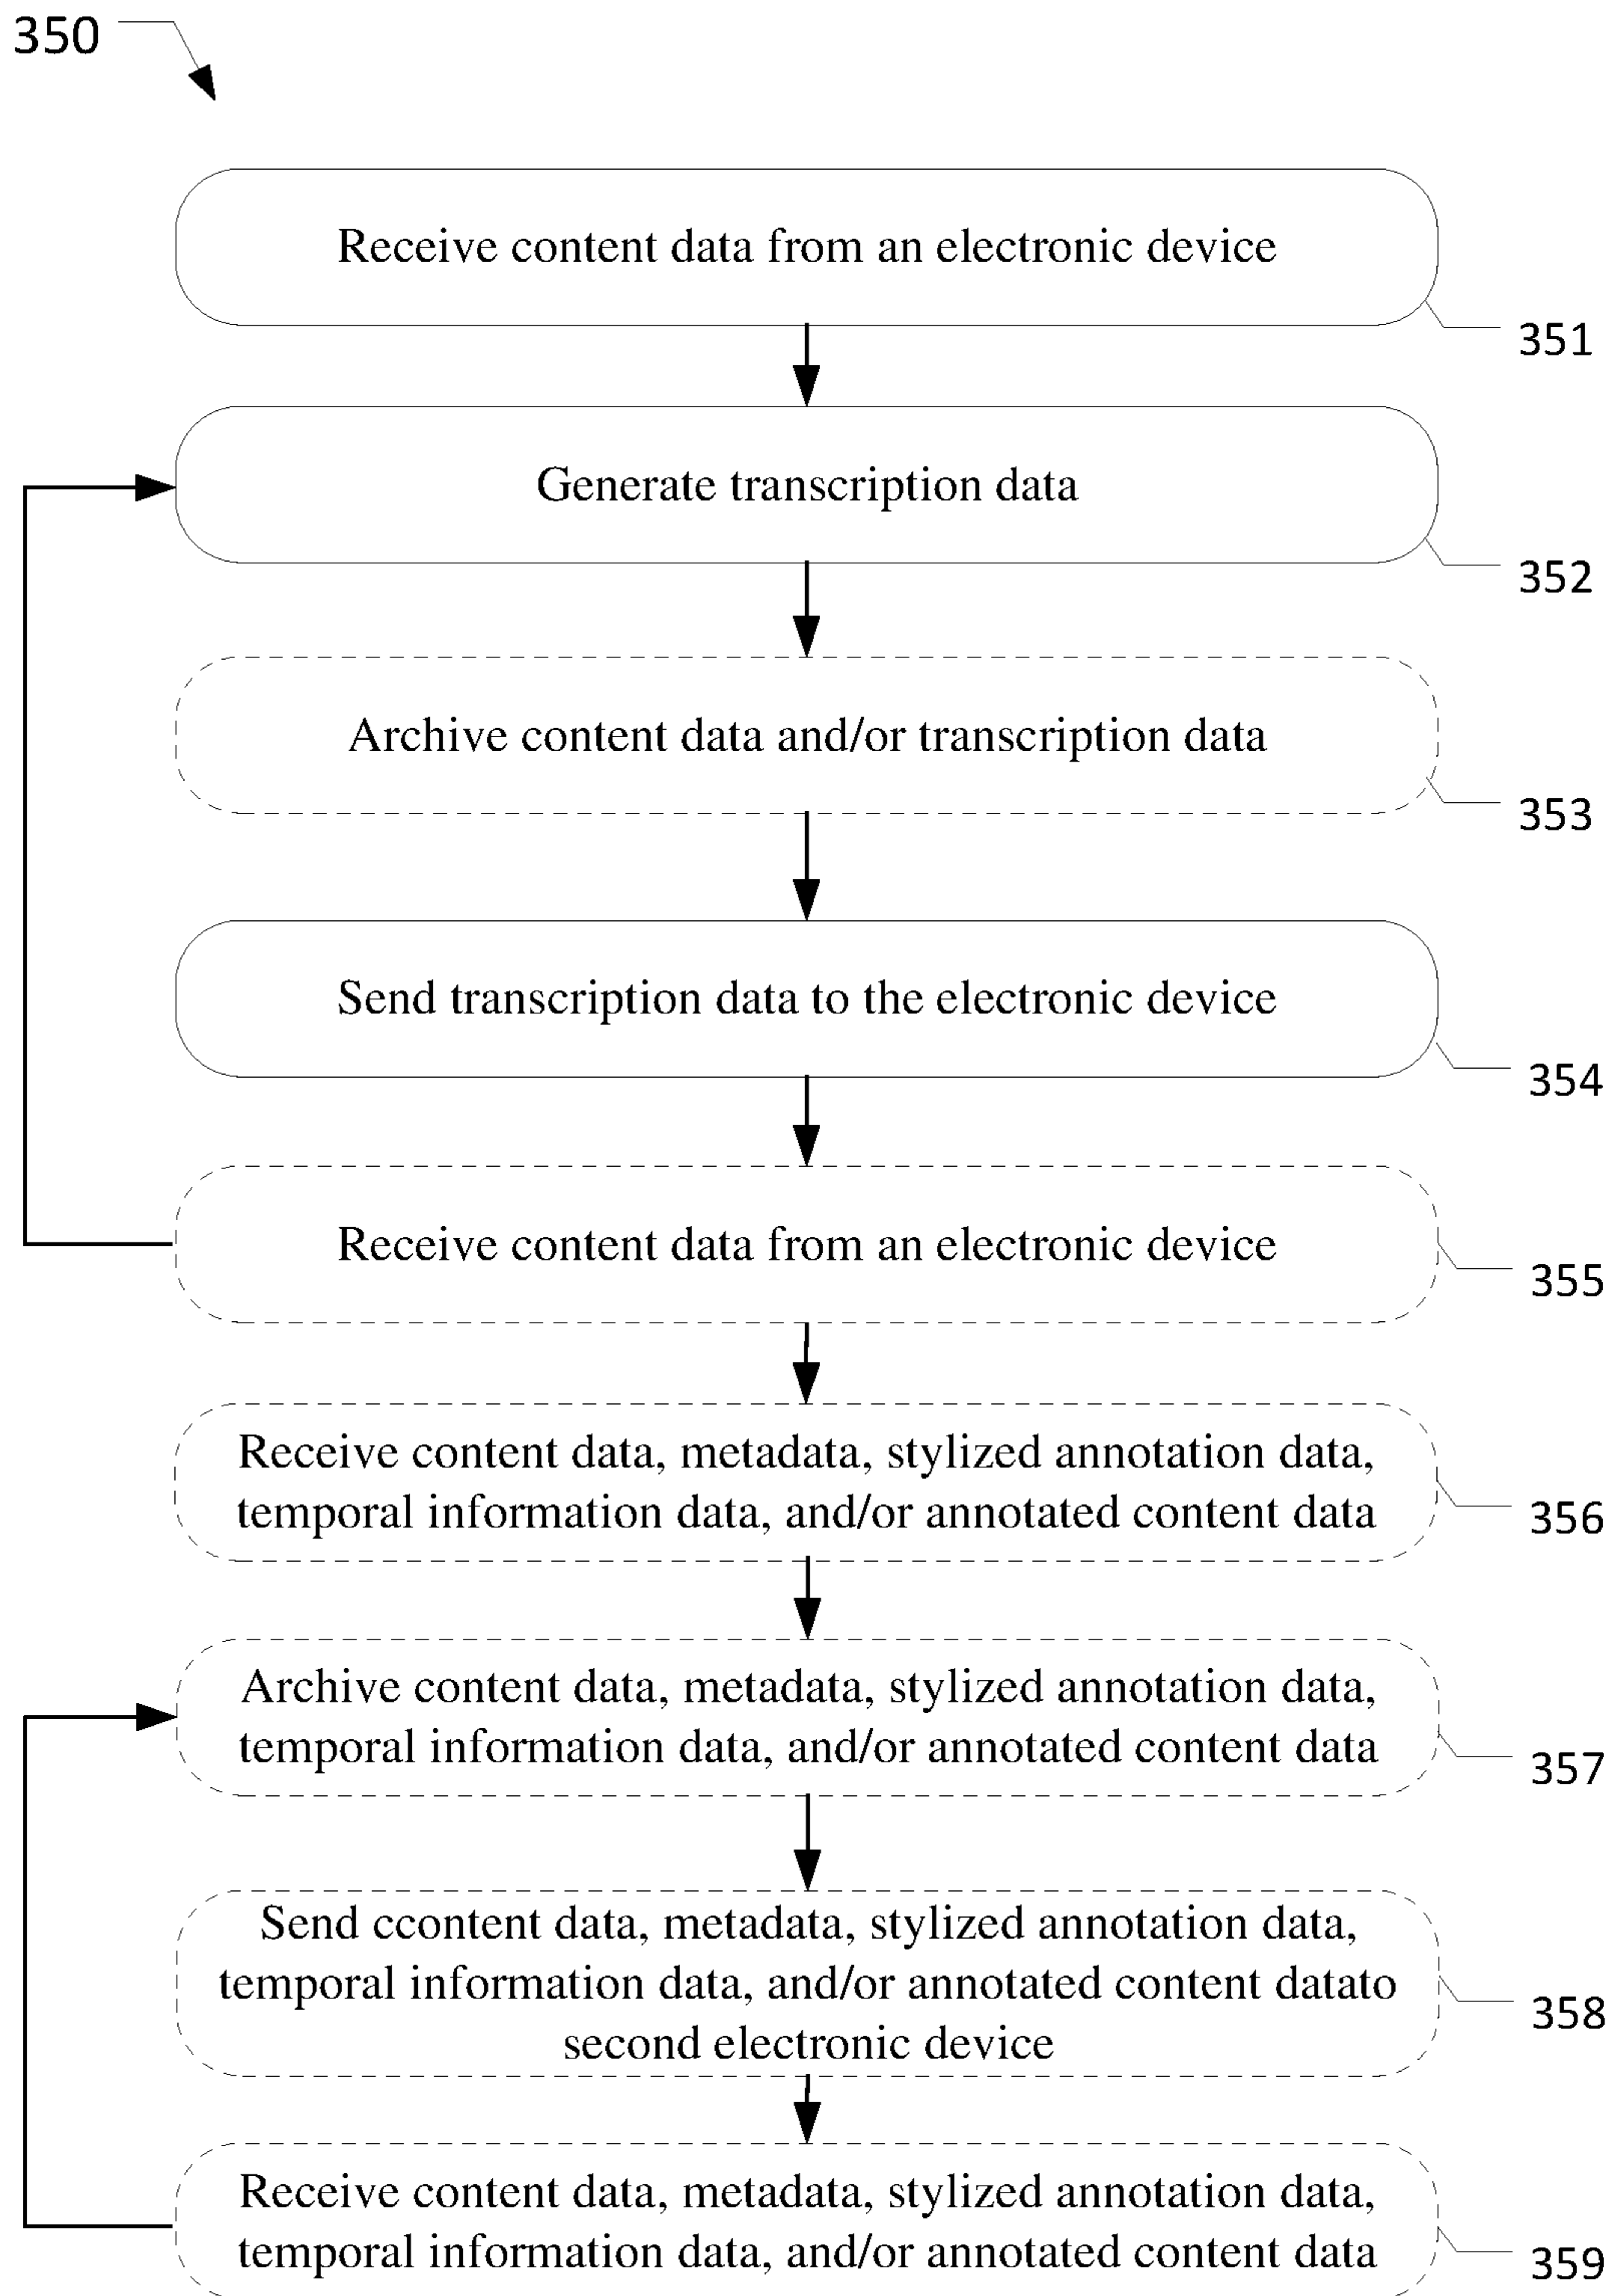 350
Receive content data from an electronic device
351
Generate transcription data
352
Archive content data and/or transcription data
353
Send transcription data to the electronic device
354
Receive content data from an electronic device
355
Receive content data, metadata, stylized annotation data,
temporal information data, and/or annotated content data
356
Archive content data, metadata, stylized annotation data,
temporal information data, and/or annotated content data
357
Send ccontent data, metadata, stylized annotation data,
temporal information data, and/or annotated content datato
second electronic device
358
Receive content data, metadata, stylized annotation data,
temporal information data, and/or annotated content data
359